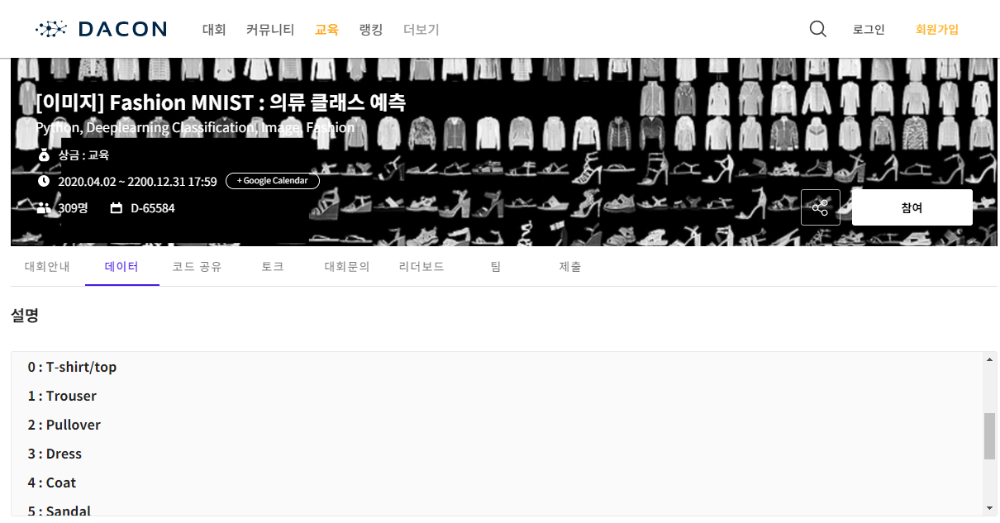 DACON 대회 커뮤니티 교육 랭킹 더보기 로그인 회원가입
[이미지] Fashion MNIST : 의류 클래스 예측
Python, Deeplearning Classification, Image, Fashion
상금 : 교육
2020.04.02 ~ 2200.12.31 17:59 + Google Calendar
309명 D-65584 참여
대회안내 데이터 코드 공유 토크 대회문의 리더보드 팀 제출
설명
0 : T-shirt/top
1 : Trouser
2 : Pullover
3 : Dress
4 : Coat
5 : Sandal